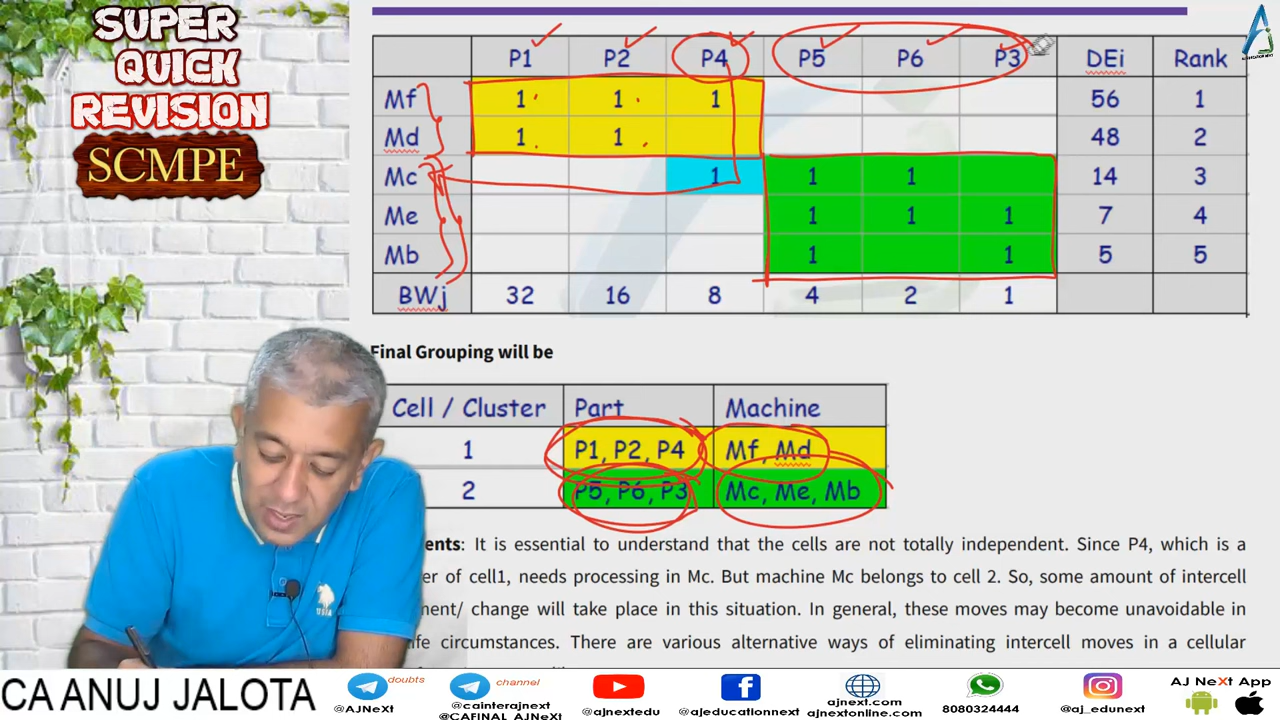 SUPER
QUICK
REVISION
SCMPE
P1 P2 P4 P5 P6 P3 DEi Rank
Mf 1 1 1 56 1
Md 1 1 48 2
Mc 1 1 1 14 3
Me 1 1 1 7 4
Mb 1 1 5 5
BWj 32 16 8 4 2 1
Final Grouping will be
Cell / Cluster Part Machine
1 P1, P2, P4 Mf, Md
2 P5, P6, P3 Mc, Me, Mb
ents: It is essential to understand that the cells are not totally independent. Since P4, which is a
er of cell1, needs processing in Mc. But machine Mc belongs to cell 2. So, some amount of intercell
ment/ change will take place in this situation. In general, these moves may become unavoidable in
fe circumstances. There are various alternative ways of eliminating intercell moves in a cellular
CA ANUJ JALOTA
doubts
@AJNeXt
channel
@cainterajnext
@CAFINAL_AJNeXt
@ajnextedu
@ajeducationnext
ajnext.com
ajnextonline.com
8080324444
@aj_edunext
AJ NeXt App